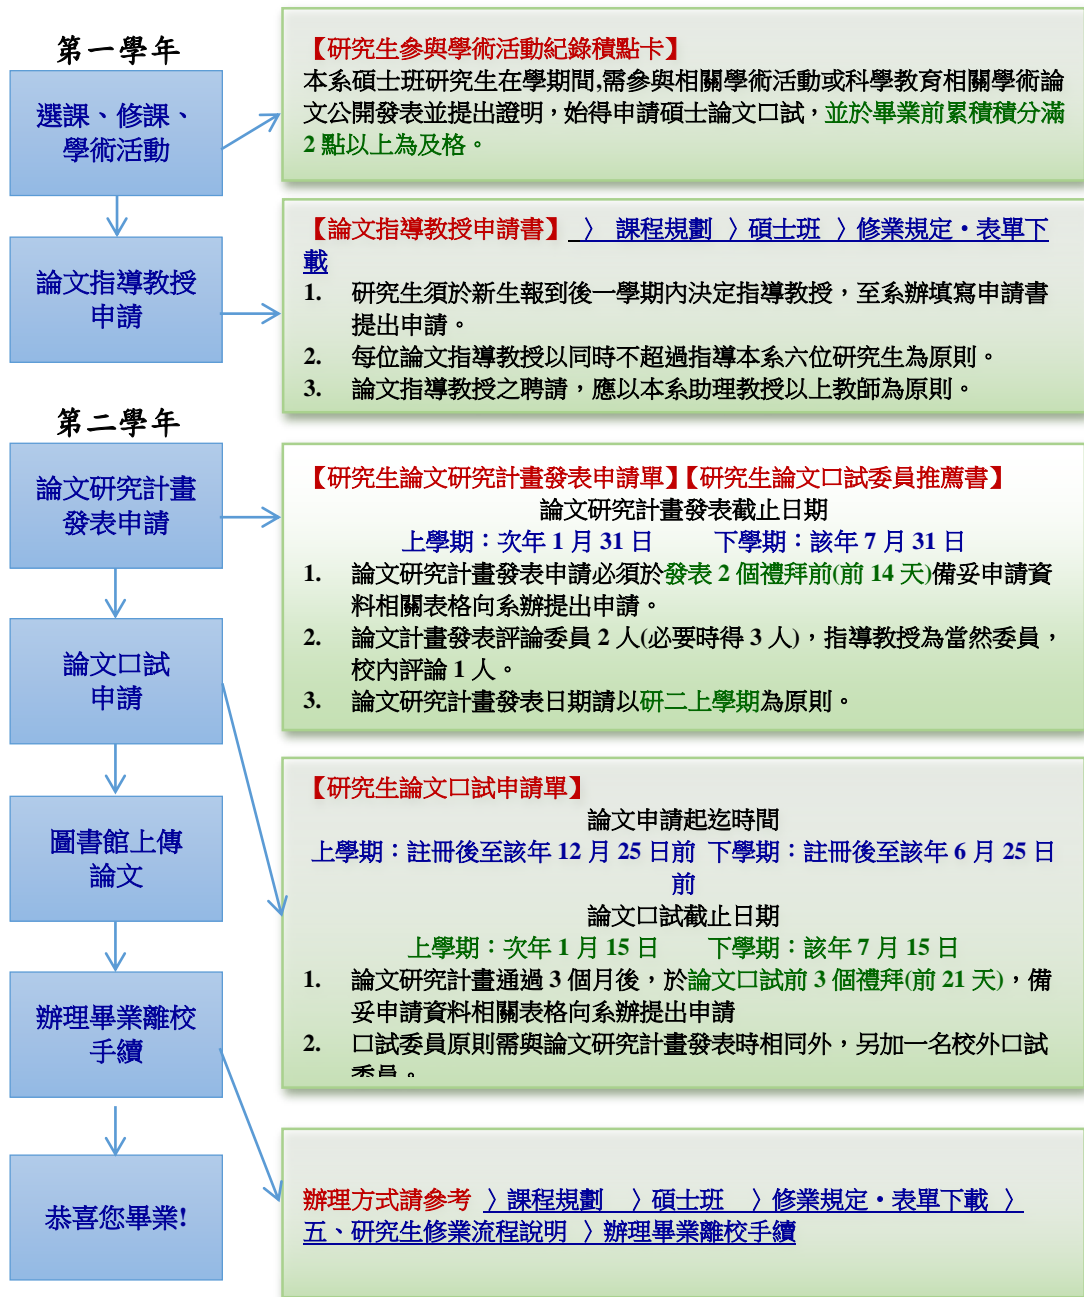 第一學年
選課、修課、
學術活動
【研究生參與學術活動紀錄積點卡】
本系碩士班研究生在學期間,需參與相關學術活動或科學教育相關學術論
文公開發表並提出證明，始得申請碩士論文口試，並於畢業前累積積分滿
2 點以上為及格。
論文指導教授
申請
【論文指導教授申請書】 〉 課程規劃 〉碩士班 〉修業規定・表單下
載
1. 研究生須於新生報到後一學期內決定指導教授，至系辦填寫申請書
提出申請。
2. 每位論文指導教授以同時不超過指導本系六位研究生為原則。
3. 論文指導教授之聘請，應以本系助理教授以上教師為原則。
第二學年
論文研究計畫
發表申請
【研究生論文研究計畫發表申請單】【研究生論文口試委員推薦書】
論文研究計畫發表截止日期
上學期：次年 1 月 31 日 下學期：該年 7 月 31 日
1. 論文研究計畫發表申請必須於發表 2 個禮拜前(前 14 天)備妥申請資
料相關表格向系辦提出申請。
2. 論文計畫發表評論委員 2 人(必要時得 3 人)，指導教授為當然委員，
校內評論 1 人。
3. 論文研究計畫發表日期請以研二上學期為原則。
論文口試
申請
【研究生論文口試申請單】
論文申請起迄時間
上學期：註冊後至該年 12 月 25 日前 下學期：註冊後至該年 6 月 25 日
前
論文口試截止日期
上學期：次年 1 月 15 日 下學期：該年 7 月 15 日
1. 論文研究計畫通過 3 個月後，於論文口試前 3 個禮拜(前 21 天)，備
妥申請資料相關表格向系辦提出申請
2. 口試委員原則需與論文研究計畫發表時相同外，另加一名校外口試
委員。
圖書館上傳
論文
辦理畢業離校
手續
辦理方式請參考 〉課程規劃 〉碩士班 〉修業規定・表單下載 〉
五、研究生修業流程說明 〉辦理畢業離校手續
恭喜您畢業!